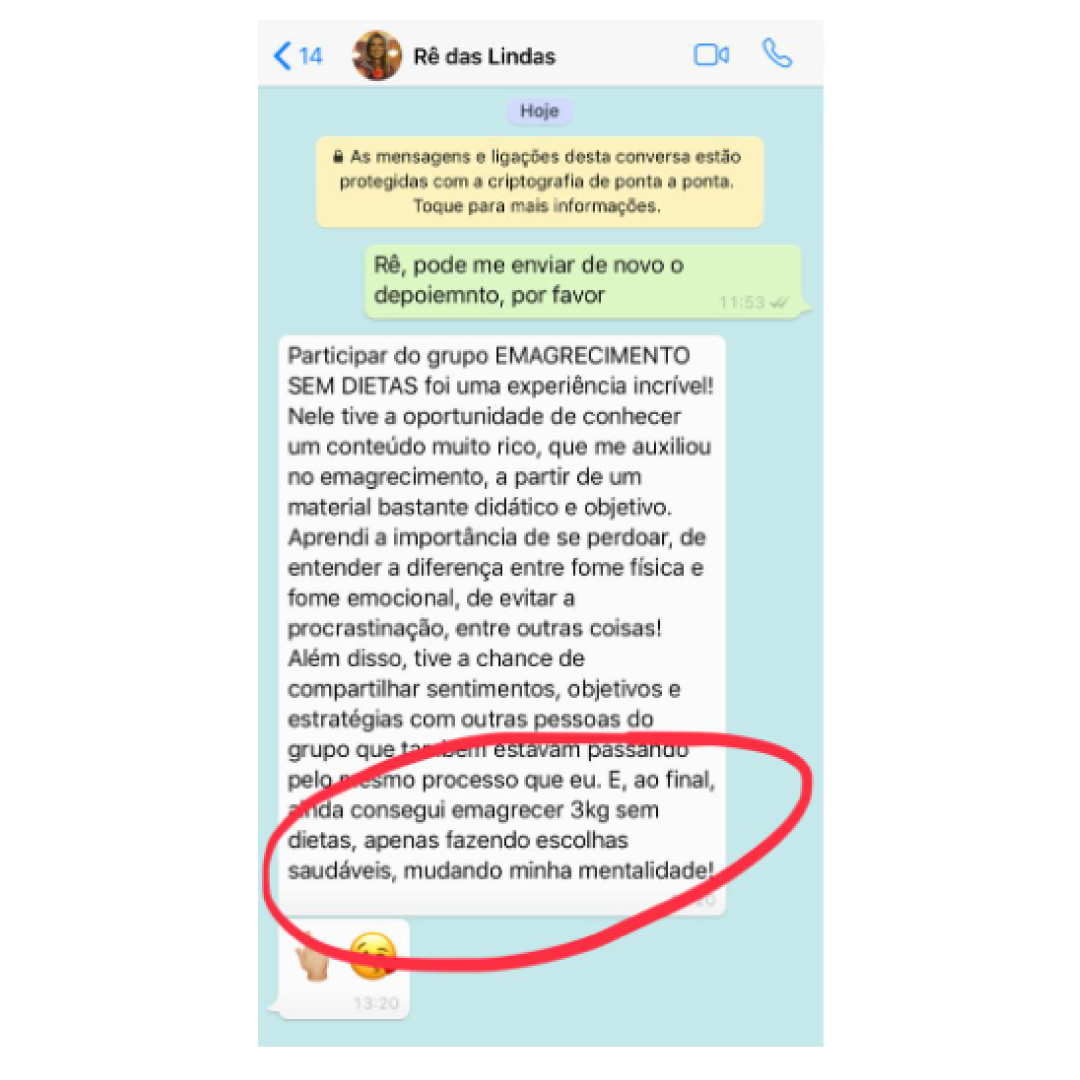 14
Rê das Lindas
Hoje
As mensagens e ligações desta conversa estão
protegidas com a criptografia de ponta a ponta.
Toque para mais informações.
Rê, pode me enviar de novo o
depoiemnto, por favor
11:53
Participar do grupo EMAGRECIMENTO
SEM DIETAS foi uma experiência incrível!
Nele tive a oportunidade de conhecer
um conteúdo muito rico, que me auxiliou
no emagrecimento, a partir de um
material bastante didático e objetivo.
Aprendi a importância de se perdoar, de
entender a diferença entre fome física e
fome emocional, de evitar a
procrastinação, entre outras coisas!
Além disso, tive a chance de
compartilhar sentimentos, objetivos e
estratégias com outras pessoas do
grupo que também estavam passando
pelo mesmo processo que eu. E, ao final,
ainda consegui emagrecer 3kg sem
dietas, apenas fazendo escolhas
saudáveis, mudando minha mentalidade!
13:20